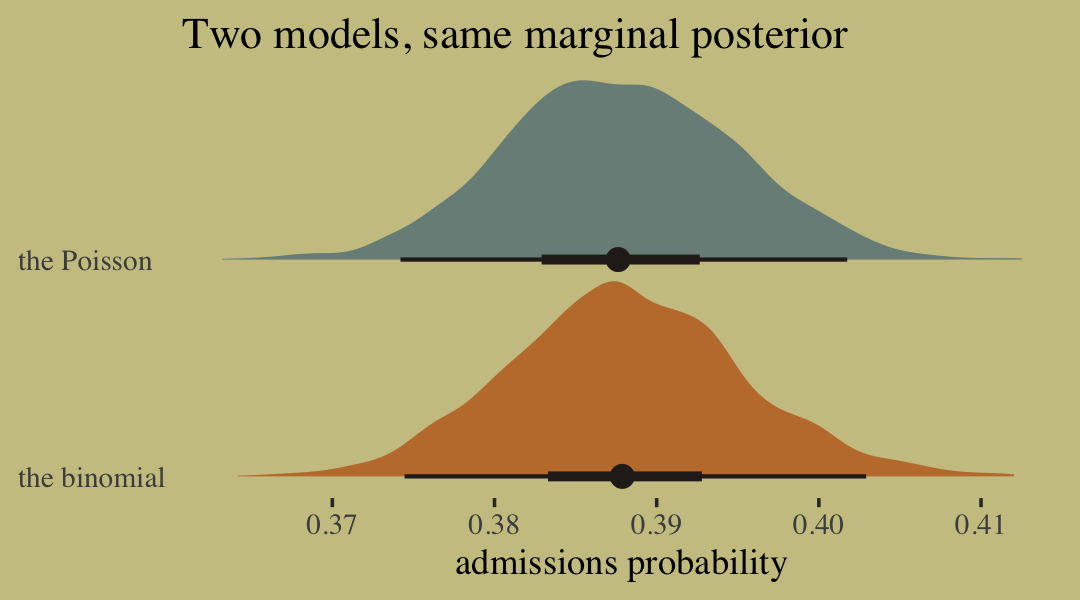 Two models, same marginal posterior
the Poisson
the binomial
0.37 0.38 0.39 0.40 0.41
admissions probability